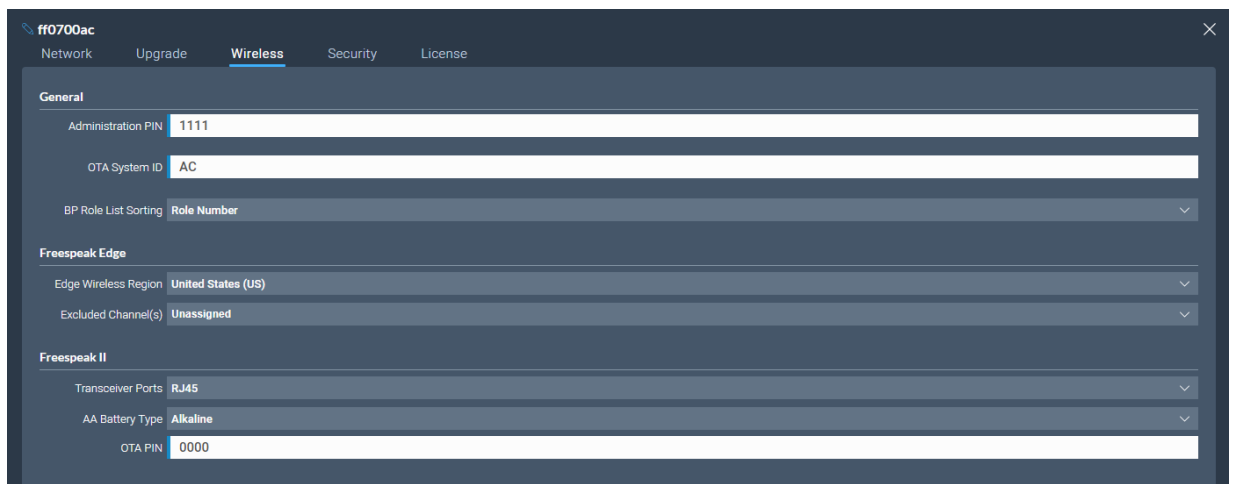 ff0700ac
Network Upgrade Wireless Security License
General
Administration PIN 1111
OTA System ID AC
BP Role List Sorting Role Number
Freespeak Edge
Edge Wireless Region United States (US)
Excluded Channel(s) Unassigned
Freespeak II
Transceiver Ports RJ45
AA Battery Type Alkaline
OTA PIN 0000